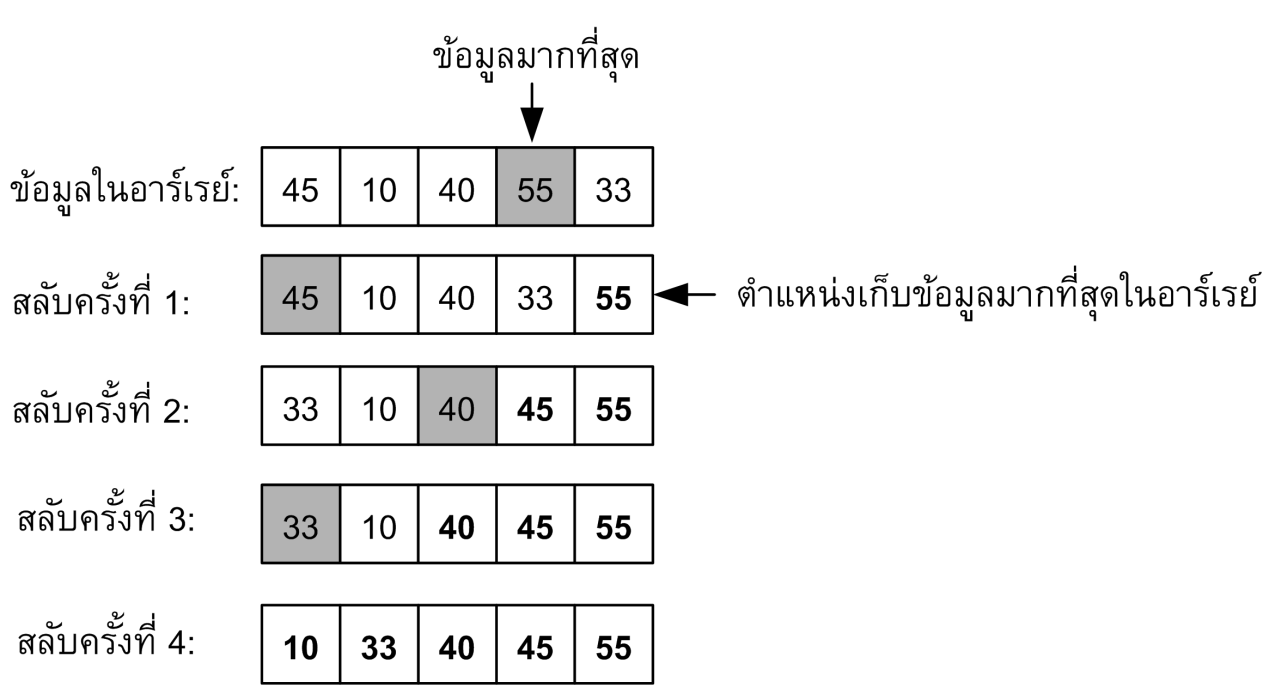 ข้อมูลมากที่สุด
ข้อมูลในอาร์เรย์: 45 10 40 55 33
สลับครั้งที่ 1: 45 10 40 33 55 ตำแหน่งเก็บข้อมูลมากที่สุดในอาร์เรย์
สลับครั้งที่ 2: 33 10 40 45 55
สลับครั้งที่ 3: 33 10 40 45 55
สลับครั้งที่ 4: 10 33 40 45 55